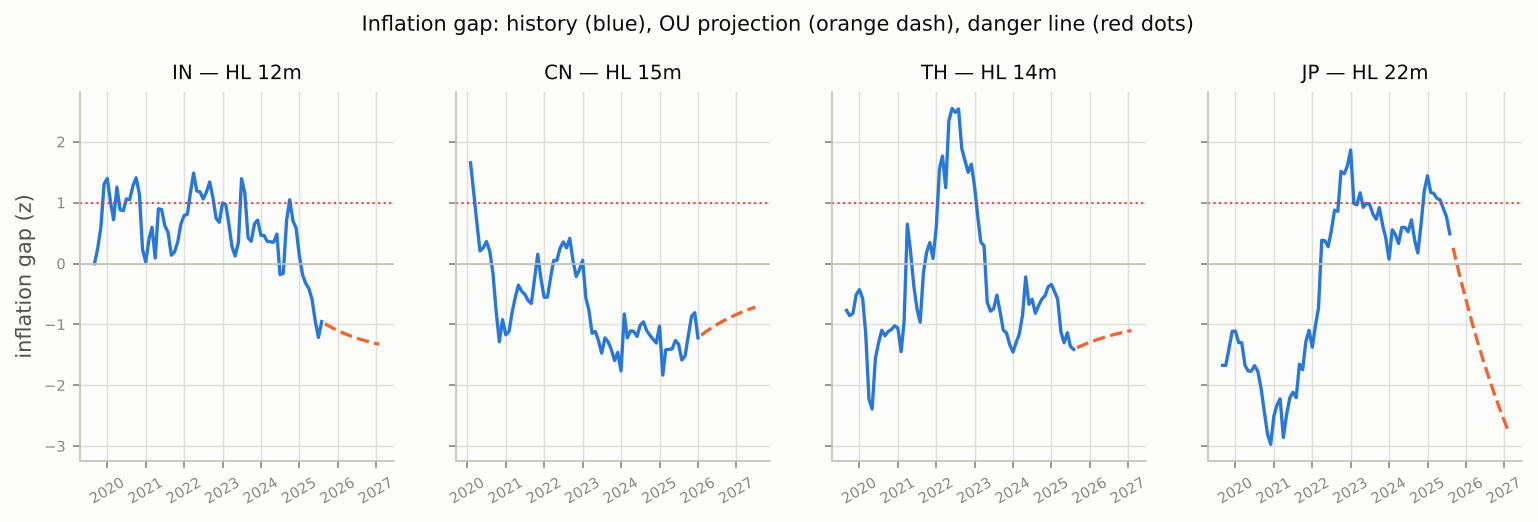 Inflation gap: history (blue), OU projection (orange dash), danger line (red dots)
IN — HL 12m
CN — HL 15m
TH — HL 14m
JP — HL 22m
inflation gap (z)
2
1
0
−1
−2
−3
2020 2021 2022 2023 2024 2025 2026 2027
2020 2021 2022 2023 2024 2025 2026 2027
2020 2021 2022 2023 2024 2025 2026 2027
2020 2021 2022 2023 2024 2025 2026 2027